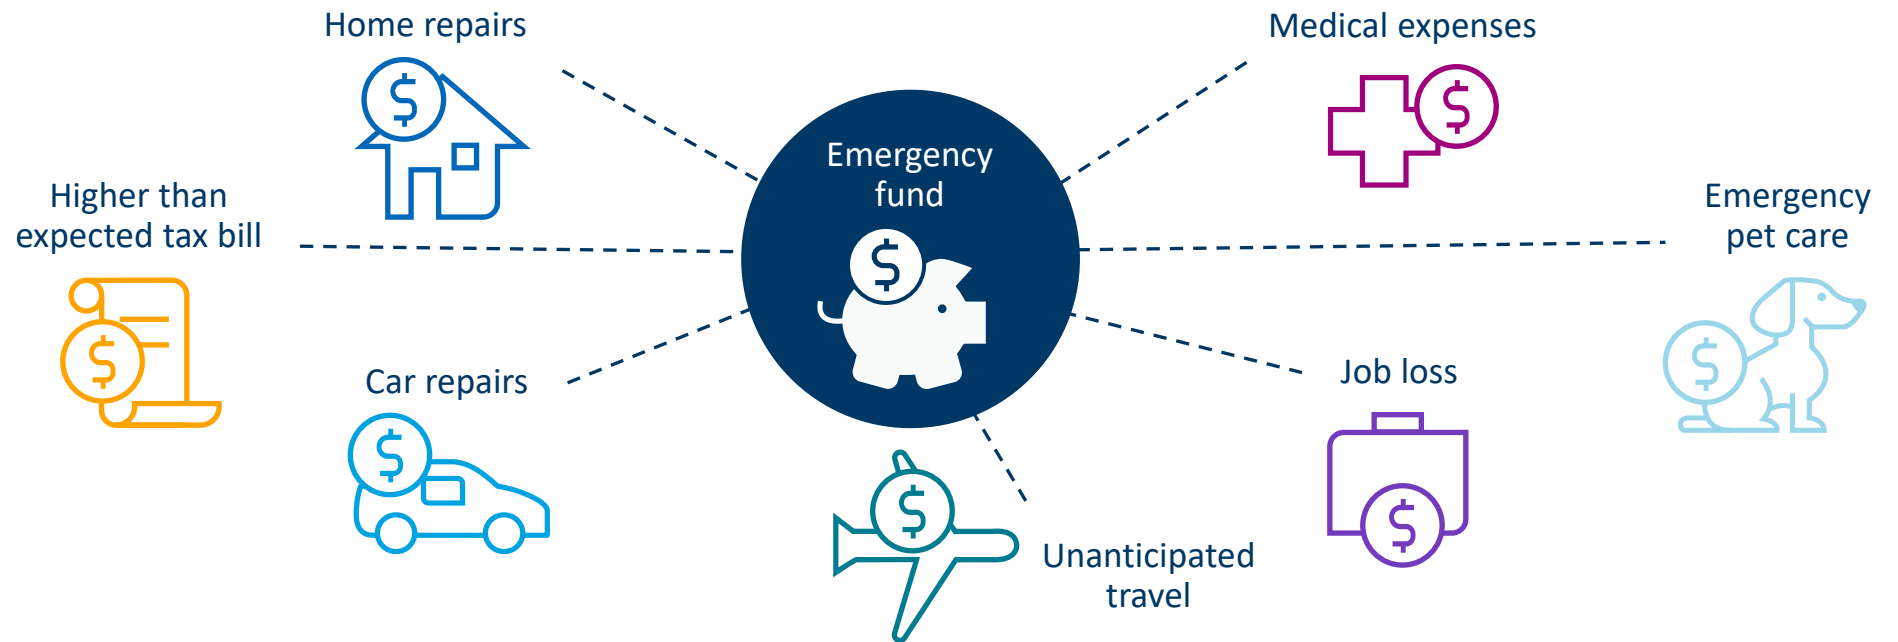 Home repairs
Medical expenses
Emergency
fund
Higher than
expected tax bill
Emergency
pet care
Car repairs
Job loss
Unanticipated
travel
$
$
$
$
$
$
$
$